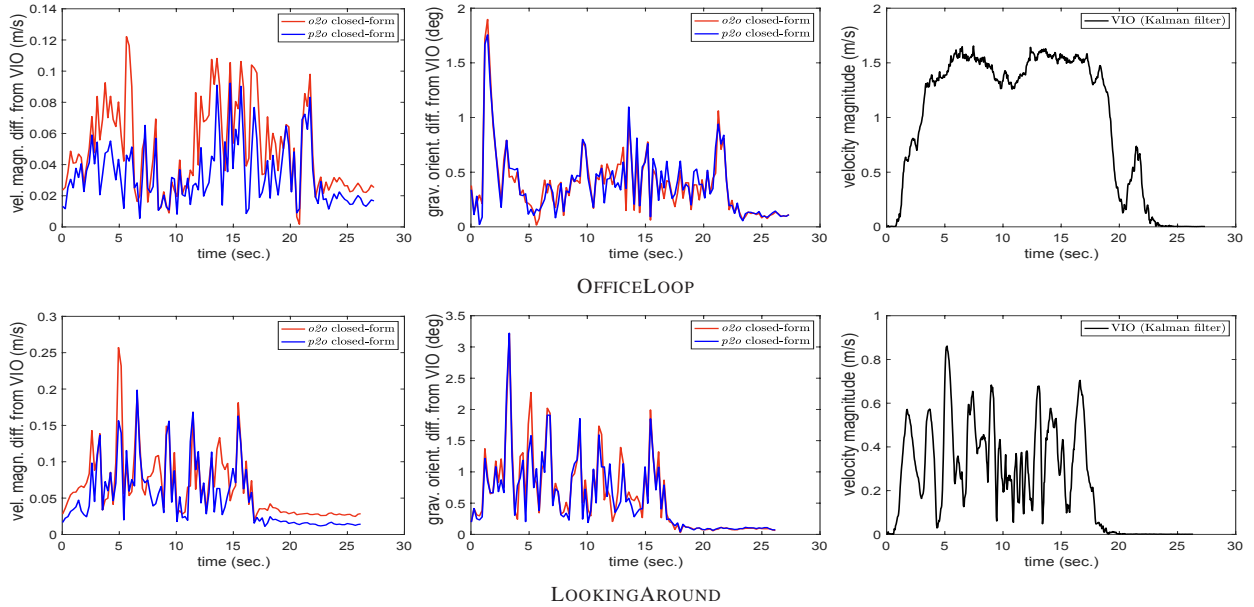 vel. magn. diff. from VIO (m/s)
0.14
0.12
0.1
0.08
0.06
0.04
0.02
0
0 5 10 15 20 25 30
time (sec.)
o2o closed-form
p2o closed-form
grav. orient. diff. from VIO (deg)
2
1.5
1
0.5
0
0 5 10 15 20 25 30
time (sec.)
o2o closed-form
p2o closed-form
velocity magnitude (m/s)
2
1.5
1
0.5
0
0 5 10 15 20 25 30
time (sec.)
VIO (Kalman filter)
OFFICELOOP
vel. magn. diff. from VIO (m/s)
0.3
0.25
0.2
0.15
0.1
0.05
0
0 5 10 15 20 25 30
time (sec.)
o2o closed-form
p2o closed-form
grav. orient. diff. from VIO (deg)
3.5
3
2.5
2
1.5
1
0.5
0
0 5 10 15 20 25 30
time (sec.)
o2o closed-form
p2o closed-form
velocity magnitude (m/s)
1
0.8
0.6
0.4
0.2
0
0 5 10 15 20 25 30
time (sec.)
VIO (Kalman filter)
LOOKINGAROUND